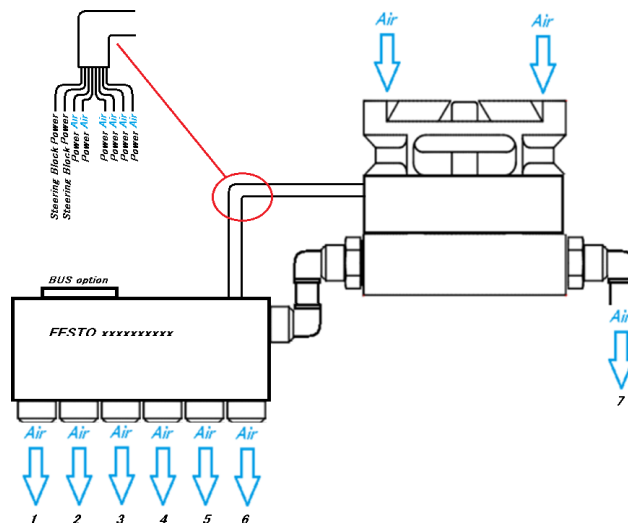 Air Air
Steering Block Power
Steering Block Power
Power Air
Power Air
Power Air
Power Air
Power Air
Power Air
BUS option
FESTO xxxxxxxxxx
Air
7
Air Air Air Air Air Air
1 2 3 4 5 6